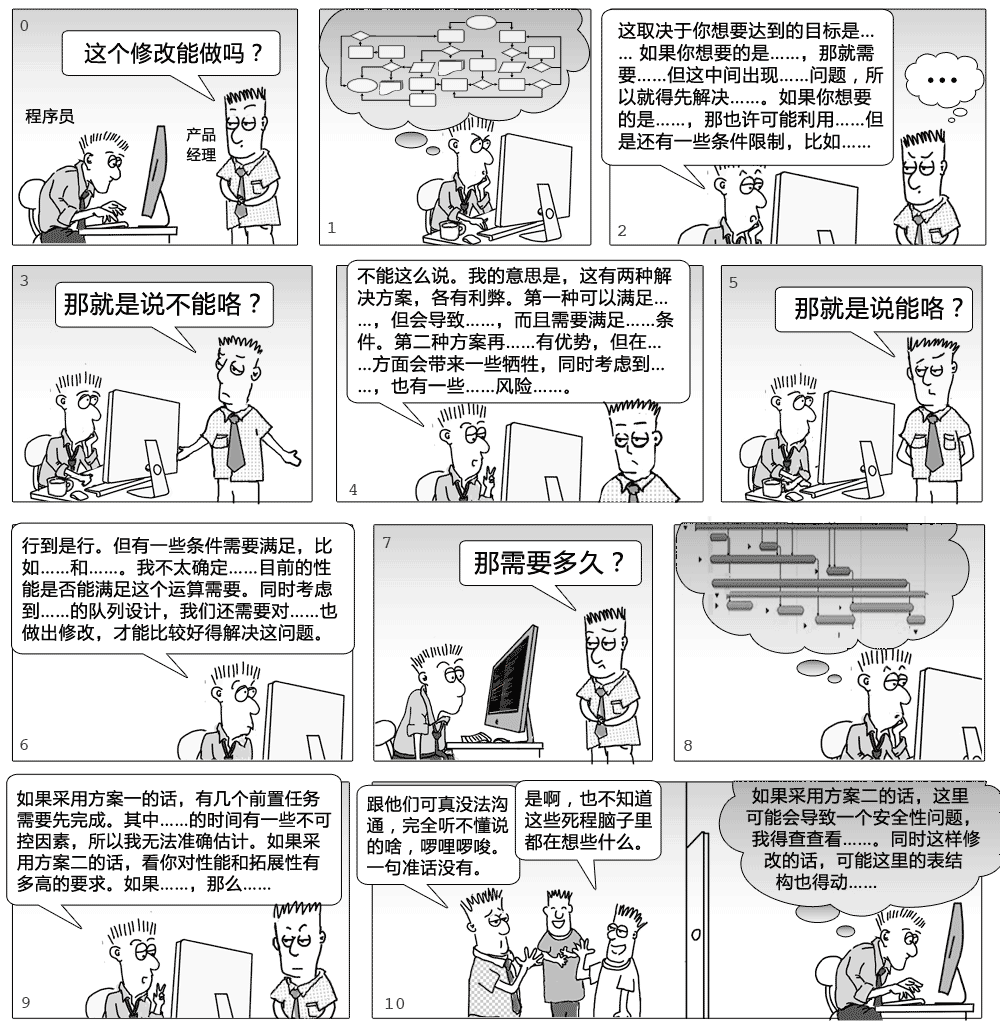 0
这个修改能做吗？
程序员
产品
经理
1
这取决于你想要达到的目标是...
... 如果你想要的是......，那就需
要......但这中间出现......问题，所
以就得先解决......。如果你想要
的是......，那也许可能利用......但
是还有一些条件限制，比如......
2
3
那就是说不能咯？
不能这么说。我的意思是，这有两种解
决方案，各有利弊。第一种可以满足...
...，但会导致......，而且需要满足......条
件。第二种方案再......有优势，但在...
...方面会带来一些牺牲，同时考虑到...
...，也有一些......风险......。
4
5
那就是说能咯？
行到是行。但有一些条件需要满足，比
如......和......。我不太确定......目前的性
能是否能满足这个运算需要。同时考虑
到......的队列设计，我们还需要对......也
做出修改，才能比较好得解决这问题。
6
7
那需要多久？
8
如果采用方案一的话，有几个前置任务
需要先完成。其中......的时间有一些不可
控因素，所以我无法准确估计。如果采
用方案二的话，看你对性能和拓展性有
多高的要求。如果......，那么......
9
跟他们可真没法沟
通，完全听不懂说
的啥，啰哩啰唆。
一句准话没有。
是啊，也不知道
这些死程脑子里
都在想些什么。
10
如果采用方案二的话，这里
可能会导致一个安全性问题，
我得查查看......。同时这样修
改的话，可能这里的表结
构也得动......